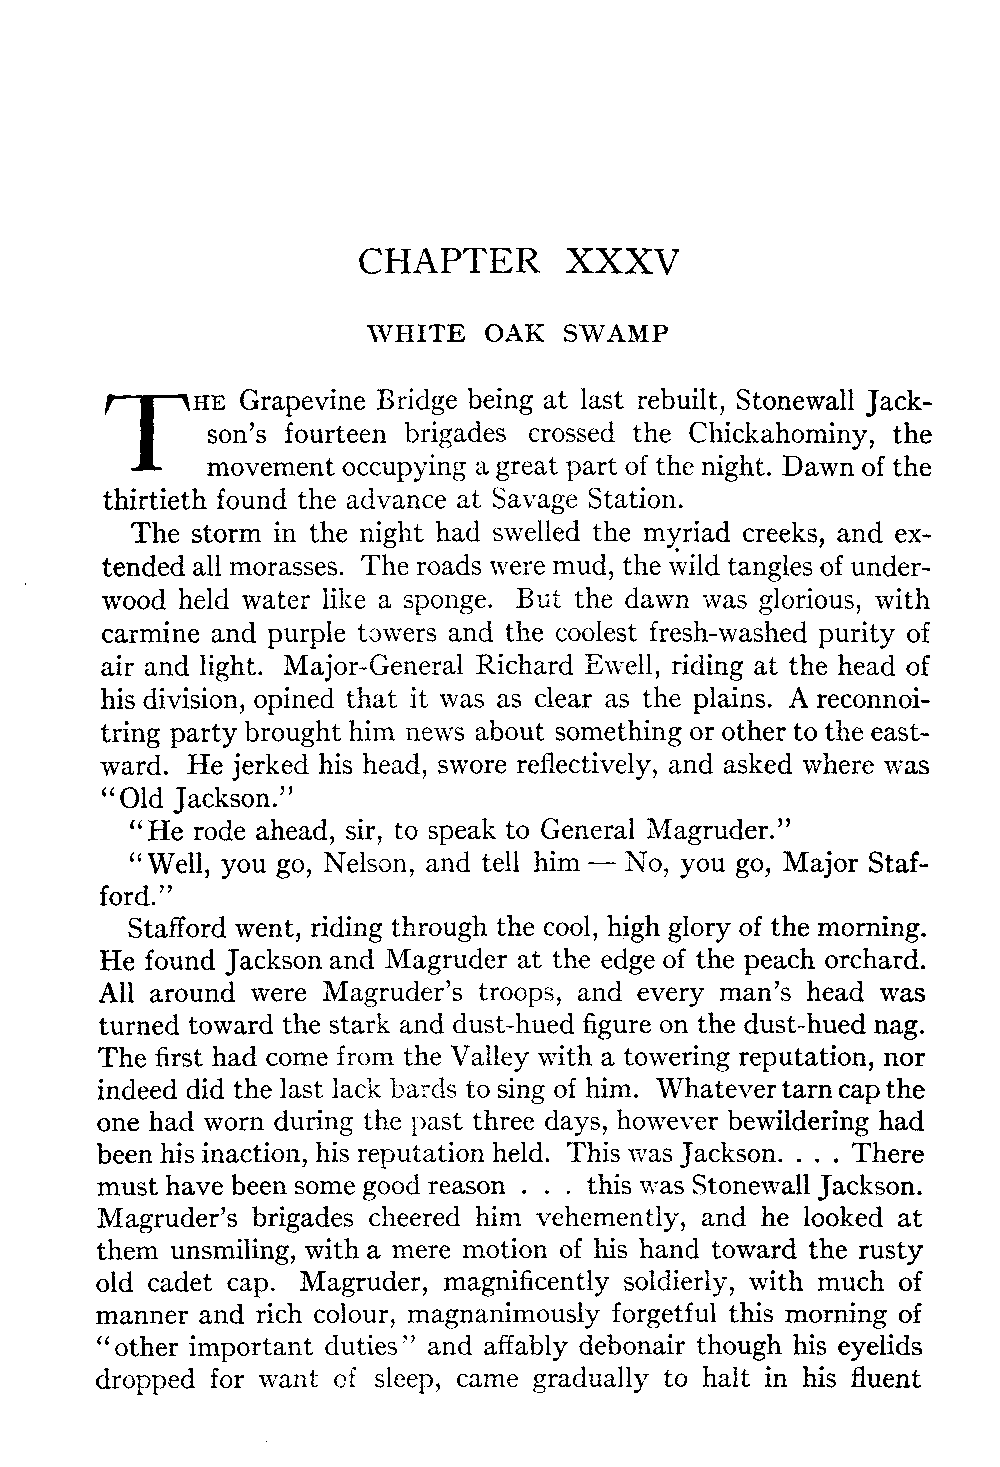 CHAPTER XXXV
WHITE OAK SWAMP
THE Grapevine Bridge being at last rebuilt, Stonewall Jack-
son's fourteen brigades crossed the Chickahominy, the
movement occupying a great part of the night. Dawn of the
thirtieth found the advance at Savage Station.
The storm in the night had swelled the myriad creeks, and ex-
tended all morasses. The roads were mud, the wild tangles of under-
wood held water like a sponge. But the dawn was glorious, with
carmine and purple towers and the coolest fresh-washed purity of
air and light. Major-General Richard Ewell, riding at the head of
his division, opined that it was as clear as the plains. A reconnoi-
tring party brought him news about something or other to the east-
ward. He jerked his head, swore reflectively, and asked where was
"Old Jackson."
"He rode ahead, sir, to speak to General Magruder."
"Well, you go, Nelson, and tell him — No, you go, Major Staf-
ford."
Stafford went, riding through the cool, high glory of the morning.
He found Jackson and Magruder at the edge of the peach orchard.
All around were Magruder's troops, and every man's head was
turned toward the stark and dust-hued figure on the dust-hued nag.
The first had come from the Valley with a towering reputation, nor
indeed did the last lack bards to sing of him. Whatever tarn cap the
one had worn during the past three days, however bewildering had
been his inaction, his reputation held. This was Jackson. . . . There
must have been some good reason . . . this was Stonewall Jackson.
Magruder's brigades cheered him vehemently, and he looked at
them unsmiling, with a mere motion of his hand toward the rusty
old cadet cap. Magruder, magnificently soldierly, with much of
manner and rich colour, magnanimously forgetful this morning of
"other important duties" and affably debonair though his eyelids
dropped for want of sleep, came gradually to halt in his fluent